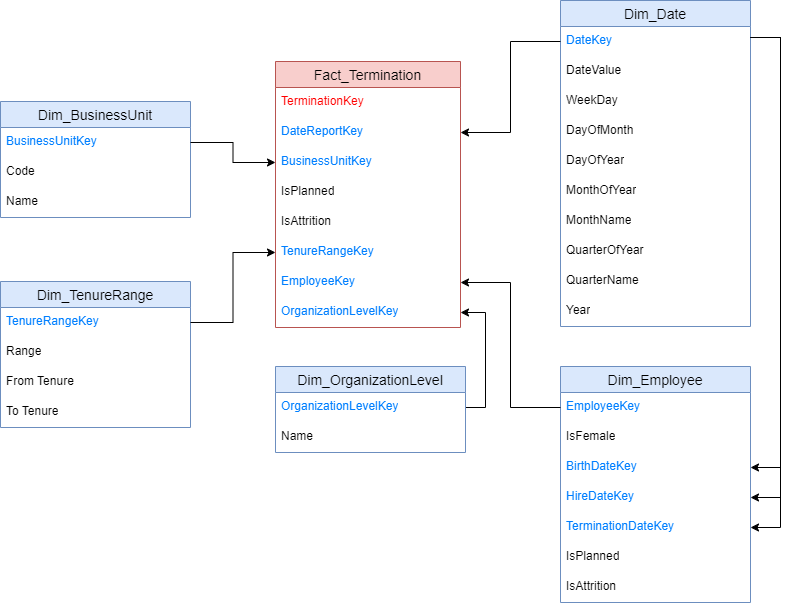 Dim_Date
DateKey
DateValue
WeekDay
DayOfMonth
DayOfYear
MonthOfYear
MonthName
QuarterOfYear
QuarterName
Year
Fact_Termination
TerminationKey
DateReportKey
BusinessUnitKey
IsPlanned
IsAttrition
TenureRangeKey
EmployeeKey
OrganizationLevelKey
Dim_BusinessUnit
BusinessUnitKey
Code
Name
Dim_TenureRange
TenureRangeKey
Range
From Tenure
To Tenure
Dim_OrganizationLevel
OrganizationLevelKey
Name
Dim_Employee
EmployeeKey
IsFemale
BirthDateKey
HireDateKey
TerminationDateKey
IsPlanned
IsAttrition